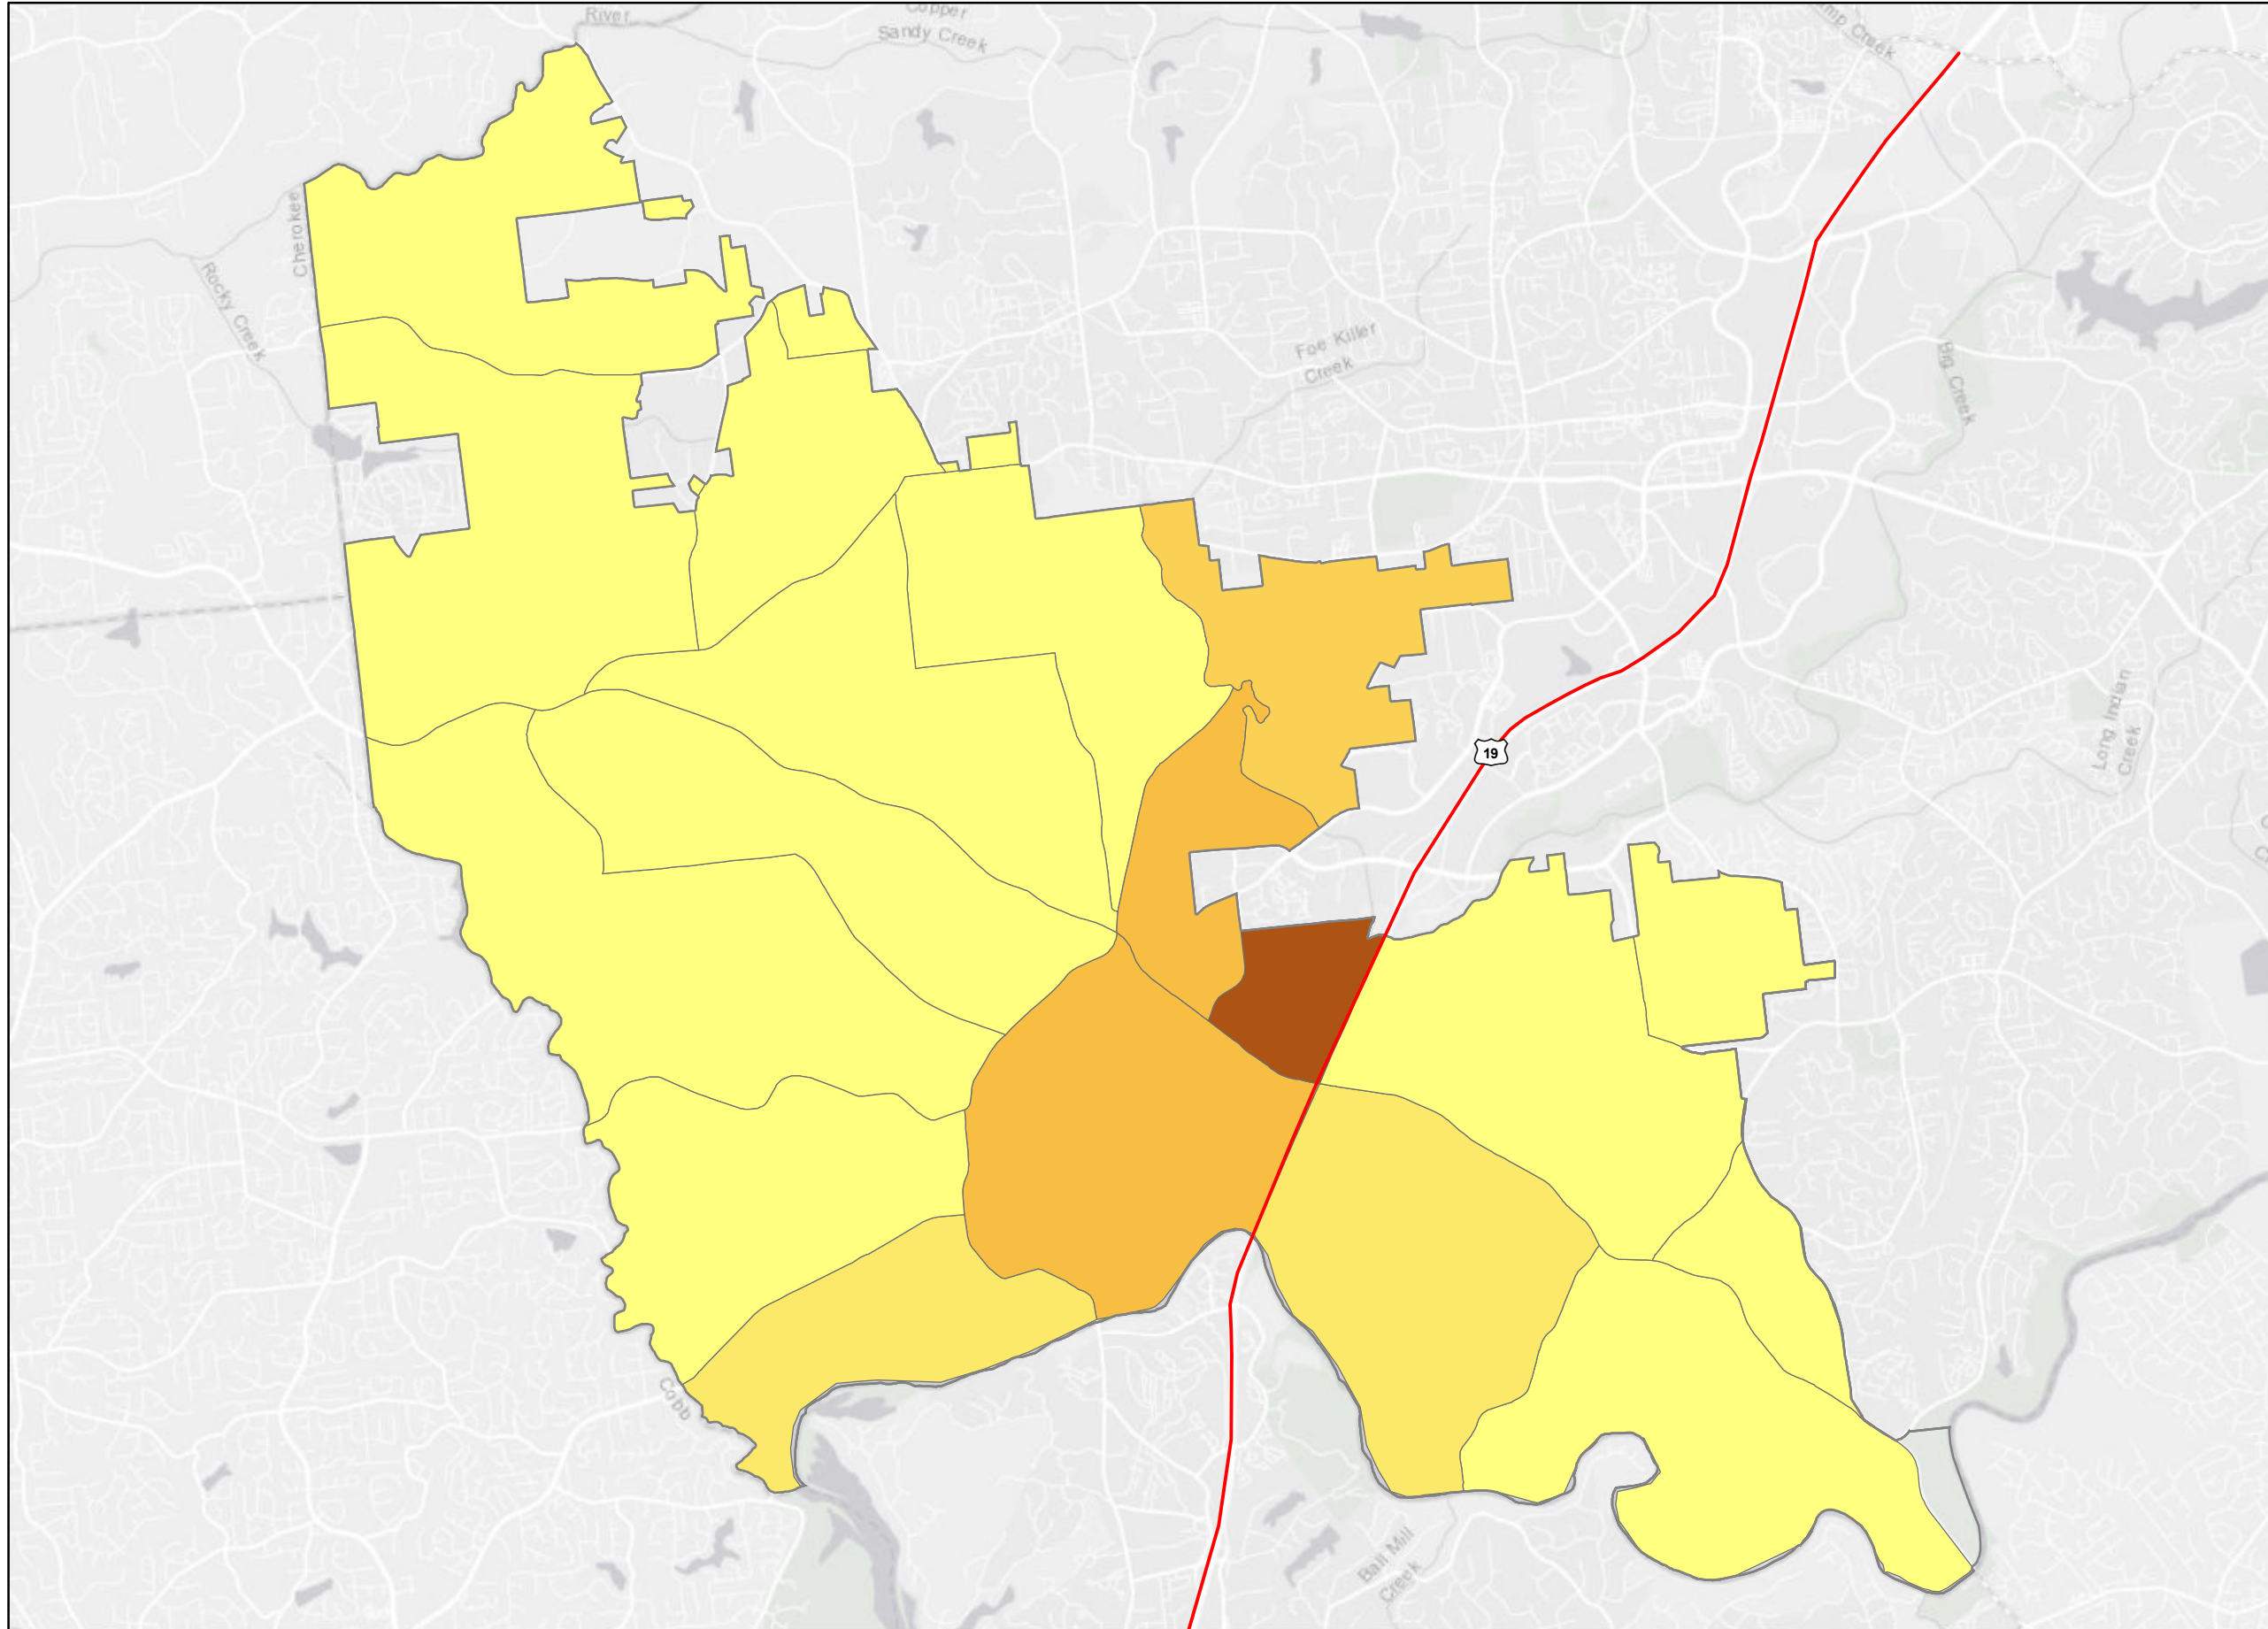 River
Copper
Sandy Creek
Creek
Cherokee
Rocky Creek
Foe Killer
Creek
Big Creek
Long Indian
Creek
19
Cobb
Ball Mill
Creek